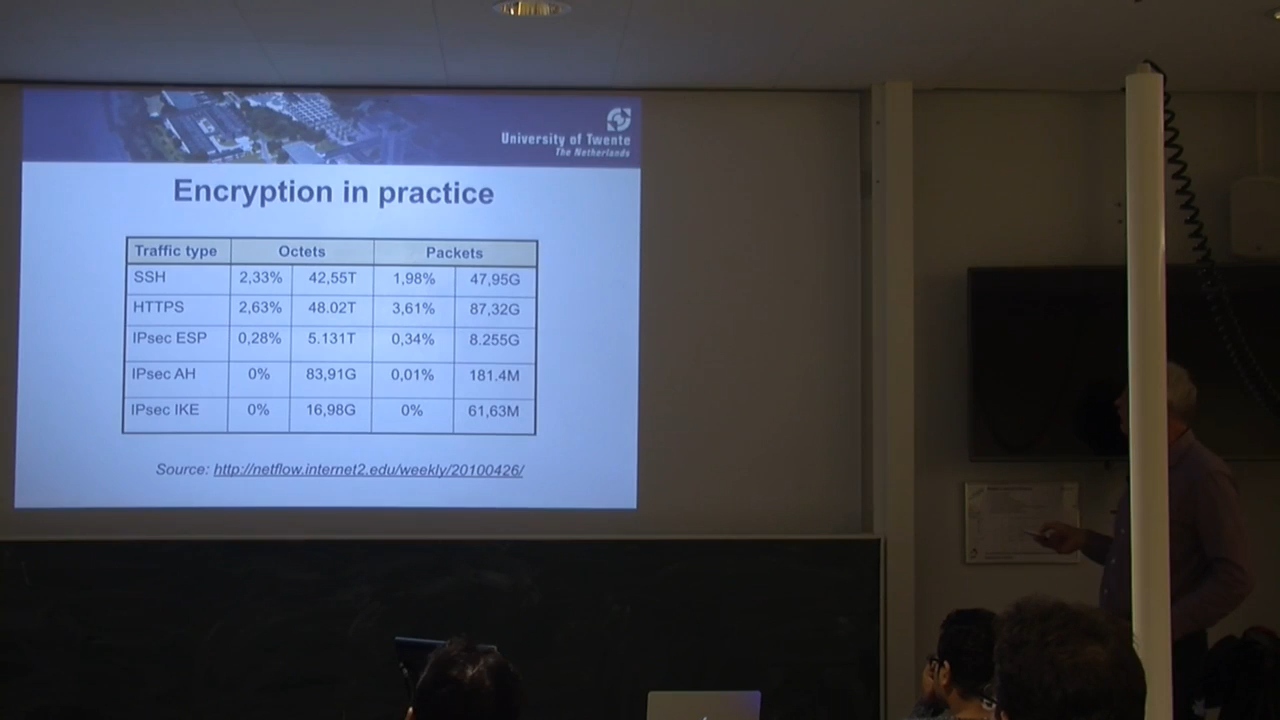 University of Twente
The Netherlands
Encryption in practice
Traffic type Octets Packets
SSH 2,33% 42,55T 1,98% 47,95G
HTTPS 2,63% 48.02T 3,61% 87,32G
IPsec ESP 0,28% 5.131T 0,34% 8.255G
IPsec AH 0% 83,91G 0,01% 181.4M
IPsec IKE 0% 16,98G 0% 61,63M
Source: http://netflow.internet2.edu/weekly/20100426/